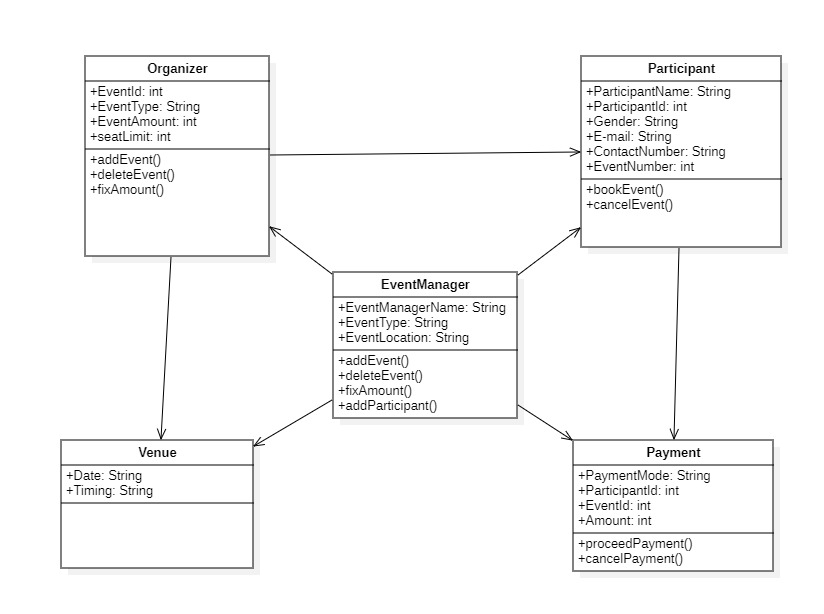 Organizer
+EventId: int
+EventType: String
+EventAmount: int
+seatLimit: int
+addEvent()
+deleteEvent()
+fixAmount()
Participant
+ParticipantName: String
+ParticipantId: int
+Gender: String
+E-mail: String
+ContactNumber: String
+EventNumber: int
+bookEvent()
+cancelEvent()
EventManager
+EventManagerName: String
+EventType: String
+EventLocation: String
+addEvent()
+deleteEvent()
+fixAmount()
+addParticipant()
Venue
+Date: String
+Timing: String
Payment
+PaymentMode: String
+ParticipantId: int
+EventId: int
+Amount: int
+proceedPayment()
+cancelPayment()